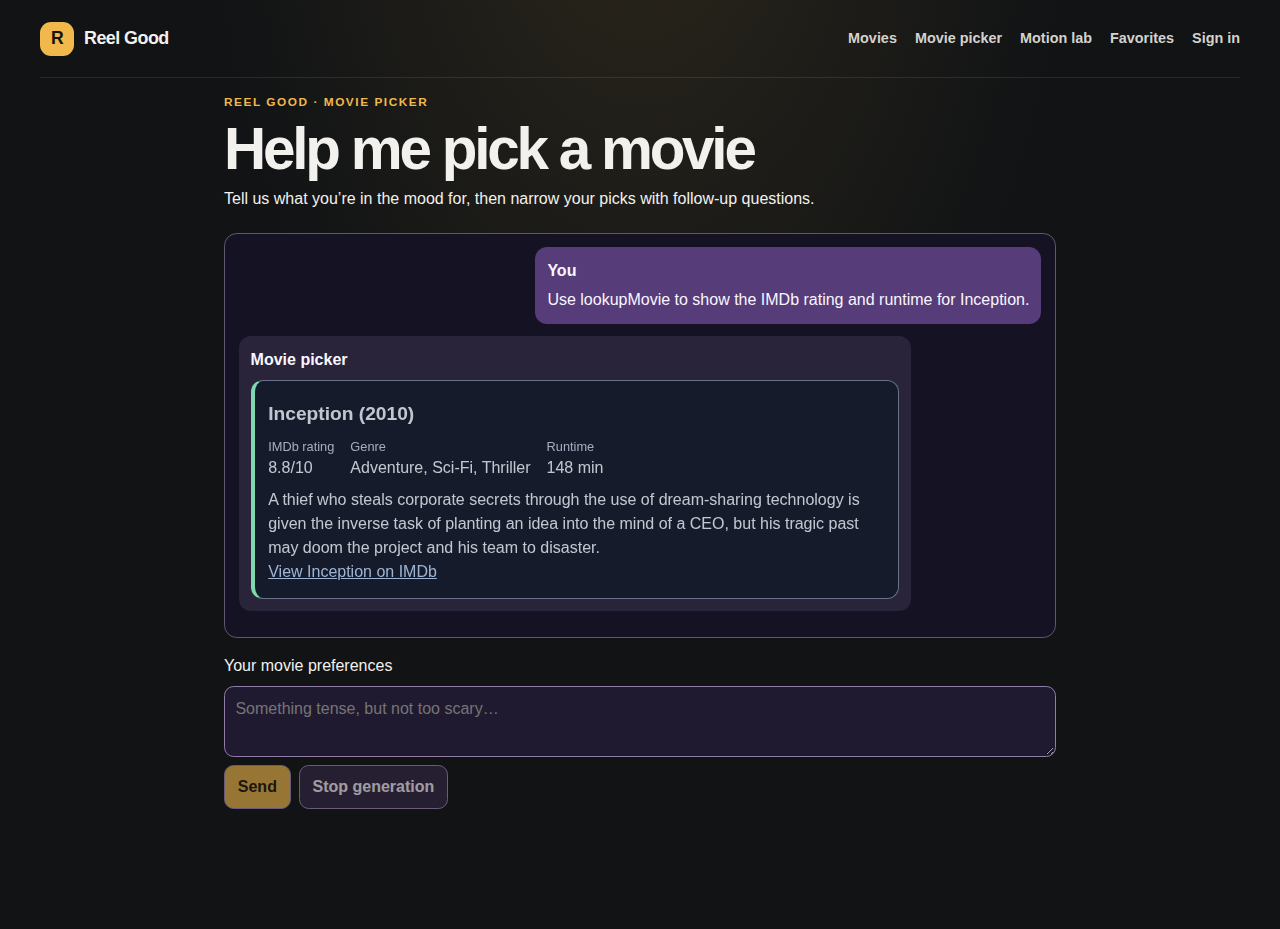 R Reel Good
Movies Movie picker Motion lab Favorites Sign in
REEL GOOD · MOVIE PICKER
Help me pick a movie
Tell us what you’re in the mood for, then narrow your picks with follow-up questions.
You
Use lookupMovie to show the IMDb rating and runtime for Inception.
Movie picker
Inception (2010)
IMDb rating Genre Runtime
8.8/10 Adventure, Sci-Fi, Thriller 148 min
A thief who steals corporate secrets through the use of dream-sharing technology is
given the inverse task of planting an idea into the mind of a CEO, but his tragic past
may doom the project and his team to disaster.
View Inception on IMDb
Your movie preferences
Something tense, but not too scary…
Send Stop generation